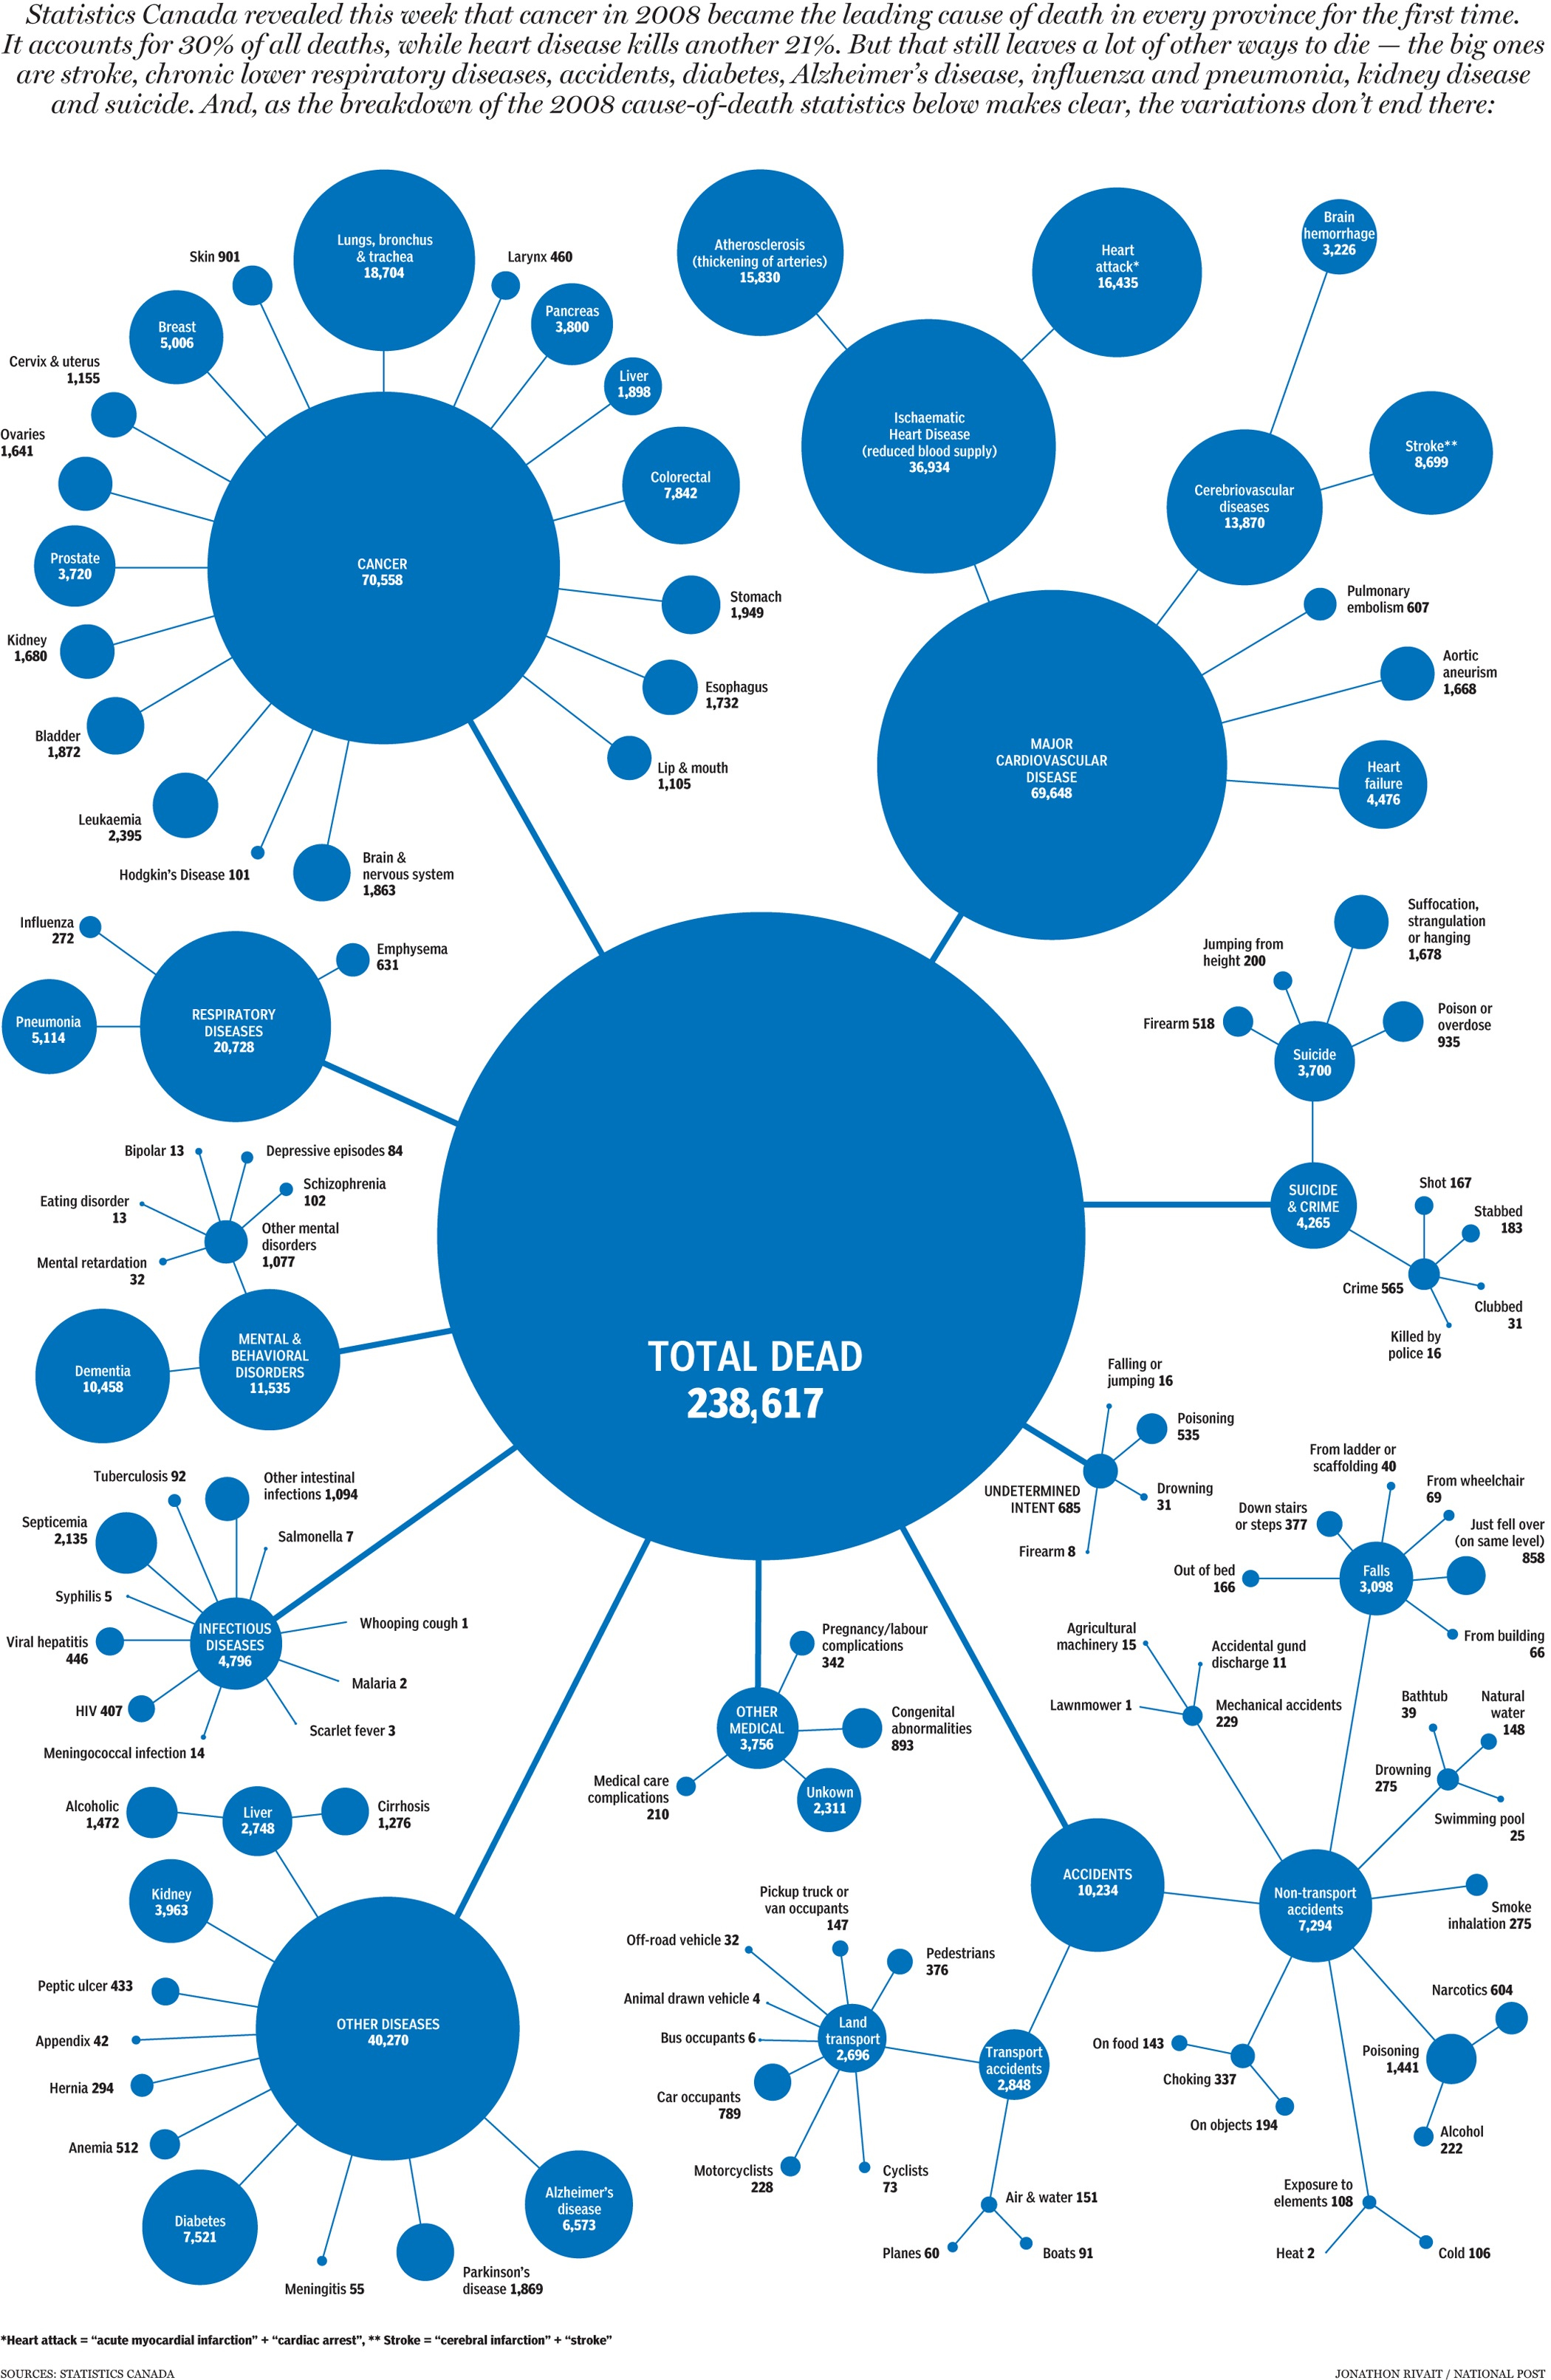 Statistics Canada revealed this week that cancer in 2008 became the leading cause of death in every province for the first time.
It accounts for 30% of all deaths, while heart disease kills another 21%. But that still leaves a lot of other ways to die — the big ones
are stroke, chronic lower respiratory diseases, accidents, diabetes, Alzheimer's disease, influenza and pneumonia, kidney disease
and suicide. And, as the breakdown of the 2008 cause-of-death statistics below makes clear, the variations don't end there:
Skin 901
Lungs, bronchus
& trachea
18,704
Larynx 460
Breast
5,006
Pancreas
3,800
Cervix & uterus
1,155
Liver
1,898
Ovaries
1,641
Colorectal
7,842
Prostate
3,720
CANCER
70,558
Stomach
1,949
Kidney
1,680
Esophagus
1,732
Bladder
1,872
Lip & mouth
1,105
Leukaemia
2,395
Hodgkin's Disease 101
Brain &
nervous system
1,863
Atherosclerosis
(thickening of arteries)
15,830
Heart
attack*
16,435
Brain
hemorrhage
3,226
Ischaematic
Heart Disease
(reduced blood supply)
36,934
Stroke**
8,699
Cerebriovascular
diseases
13,870
Pulmonary
embolism 607
Aortic
aneurism
1,668
MAJOR
CARDIOVASCULAR
DISEASE
69,648
Heart
failure
4,476
Influenza
272
Emphysema
631
Pneumonia
5,114
RESPIRATORY
DISEASES
20,728
Suffocation,
strangulation
or hanging
1,678
Jumping from
height 200
Firearm 518
Poison or
overdose
935
Suicide
3,700
SUICIDE
& CRIME
4,265
Shot 167
Stabbed
183
Crime 565
Clubbed
31
Killed by
police 16
Bipolar 13
Depressive episodes 84
Schizophrenia
102
Eating disorder
13
Other mental
disorders
1,077
Mental retardation
32
MENTAL &
BEHAVIORAL
DISORDERS
11,535
Dementia
10,458
TOTAL DEAD
238,617
Falling or
jumping 16
Poisoning
535
UNDETERMINED
INTENT 685
Drowning
31
Firearm 8
Tuberculosis 92
Other intestinal
infections 1,094
Septicemia
2,135
Salmonella 7
Syphilis 5
INFECTIOUS
DISEASES
4,796
Whooping cough 1
Viral hepatitis
446
Malaria 2
HIV 407
Scarlet fever 3
Meningococcal infection 14
From ladder or
scaffolding 40
From wheelchair
69
Down stairs
or steps 377
Just fell over
(on same level)
858
Out of bed
166
Falls
3,098
From building
66
Agricultural
machinery 15
Accidental gund
discharge 11
Lawnmower 1
Mechanical accidents
229
Bathtub
39
Natural
water
148
Drowning
275
Swimming pool
25
Pregnancy/labour
complications
342
OTHER
MEDICAL
3,756
Congenital
abnormalities
893
Medical care
complications
210
Unkown
2,311
Alcoholic
1,472
Liver
2,748
Cirrhosis
1,276
Kidney
3,963
Peptic ulcer 433
Appendix 42
OTHER DISEASES
40,270
Hernia 294
Anemia 512
Diabetes
7,521
Alzheimer's
disease
6,573
Meningitis 55
Parkinson's
disease 1,869
ACCIDENTS
10,234
Non-transport
accidents
7,294
Smoke
inhalation 275
Pickup truck or
van occupants
147
Off-road vehicle 32
Pedestrians
376
Animal drawn vehicle 4
Bus occupants 6
Land
transport
2,696
Transport
accidents
2,848
Car occupants
789
Motorcyclists
228
Cyclists
73
Air & water 151
Planes 60
Boats 91
Narcotics 604
On food 143
Choking 337
On objects 194
Poisoning
1,441
Alcohol
222
Exposure to
elements 108
Heat 2
Cold 106
*Heart attack = “acute myocardial infarction” + “cardiac arrest”, ** Stroke = “cerebral infarction” + “stroke”
SOURCES: STATISTICS CANADA
JONATHON RIVAIT / NATIONAL POST